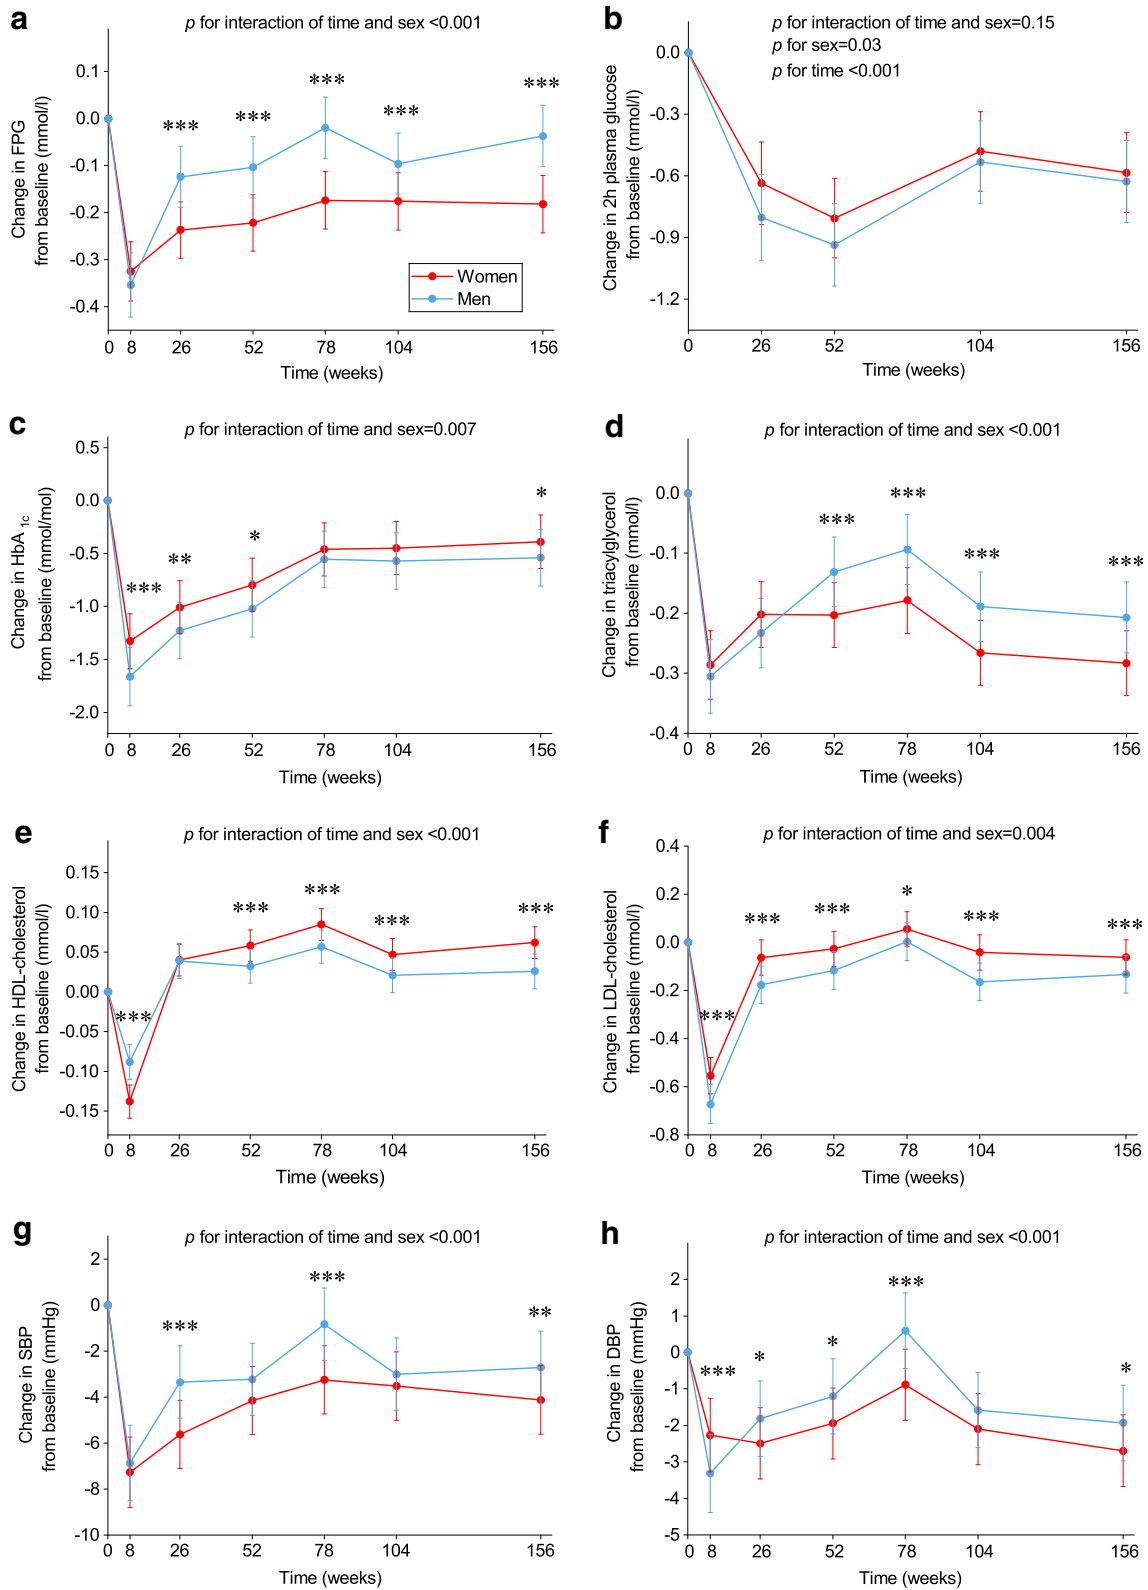 a
p for interaction of time and sex <0.001
Change in FPG
from baseline (mmol/l)
0.1
0.0
-0.1
-0.2
-0.3
-0.4
***
***
***
***
***
Women
Men
0 8 26 52 78 104 156
Time (weeks)
b
p for interaction of time and sex=0.15
p for sex=0.03
p for time <0.001
Change in 2h plasma glucose
from baseline (mmol/l)
0.0
-0.3
-0.6
-0.9
-1.2
0 26 52 104 156
Time (weeks)
c
p for interaction of time and sex=0.007
Change in HbA1c
from baseline (mmol/mol)
0.5
0.0
-0.5
-1.0
-1.5
-2.0
***
**
*
*
0 8 26 52 78 104 156
Time (weeks)
d
p for interaction of time and sex <0.001
Change in triacylglycerol
from baseline (mmol/l)
0.0
-0.1
-0.2
-0.3
-0.4
***
***
***
***
0 8 26 52 78 104 156
Time (weeks)
e
p for interaction of time and sex <0.001
Change in HDL-cholesterol
from baseline (mmol/l)
0.15
0.10
0.05
0.00
-0.05
-0.10
-0.15
***
***
***
***
***
0 8 26 52 78 104 156
Time (weeks)
f
p for interaction of time and sex=0.004
Change in LDL-cholesterol
from baseline (mmol/l)
0.4
0.2
0.0
-0.2
-0.4
-0.6
-0.8
***
***
***
*
***
***
0 8 26 52 78 104 156
Time (weeks)
g
p for interaction of time and sex <0.001
Change in SBP
from baseline (mmHg)
2
0
-2
-4
-6
-8
-10
***
***
**
0 8 26 52 78 104 156
Time (weeks)
h
p for interaction of time and sex <0.001
Change in DBP
from baseline (mmHg)
2
1
0
-1
-2
-3
-4
-5
***
*
*
***
*
0 8 26 52 78 104 156
Time (weeks)